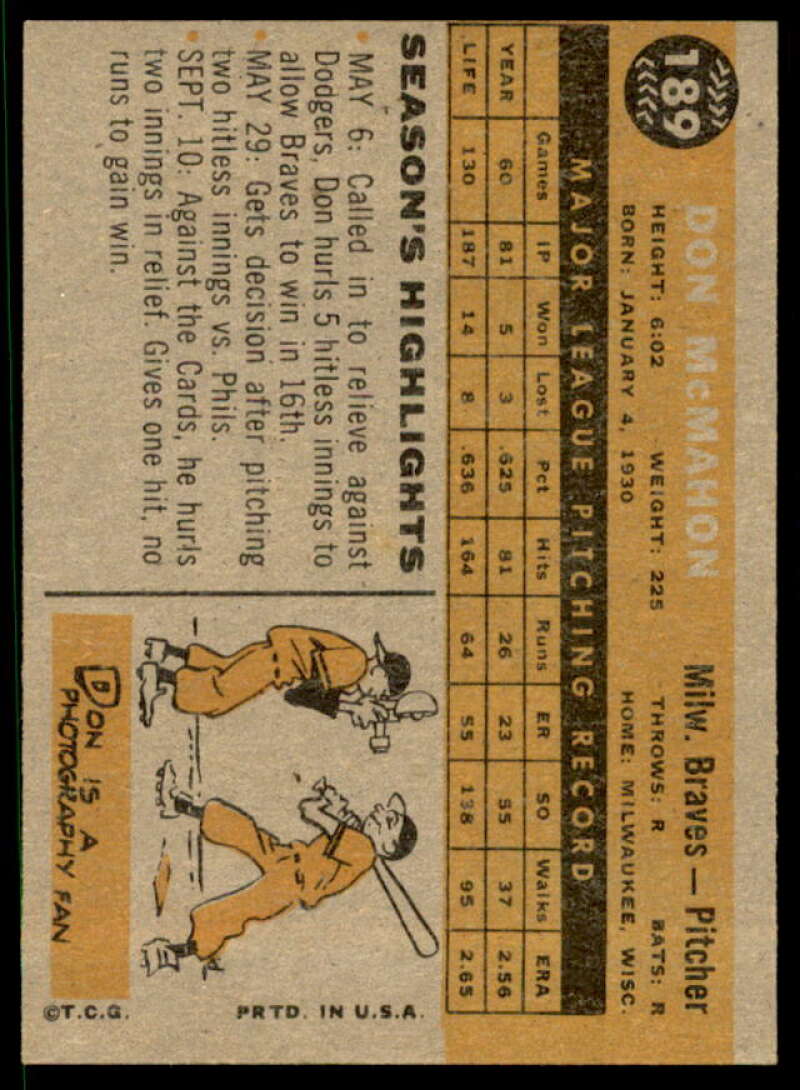 189
DON McMAHON
Milw. Braves — Pitcher
HEIGHT: 6:02 WEIGHT: 225 THROWS: R BATS: R
BORN: JANUARY 4, 1930 HOME: MILWAUKEE, WISC.
MAJOR LEAGUE PITCHING RECORD
Games IP Won Lost Pct Hits Runs ER SO Walks ERA
YEAR 60 81 5 3 .625 81 26 23 55 37 2.56
LIFE 130 187 14 8 .636 164 64 55 138 95 2.65
SEASON'S HIGHLIGHTS
• MAY 6: Called in to relieve against
Dodgers, Don hurls 5 hitless innings to
allow Braves to win in 16th.
• MAY 29: Gets decision after pitching
two hitless innings vs. Phils.
• SEPT. 10: Against the Cards, he hurls
two innings in relief. Gives one hit, no
runs to gain win.
DON IS A
PHOTOGRAPHY FAN
©T.C.G. PRTD. IN U.S.A.